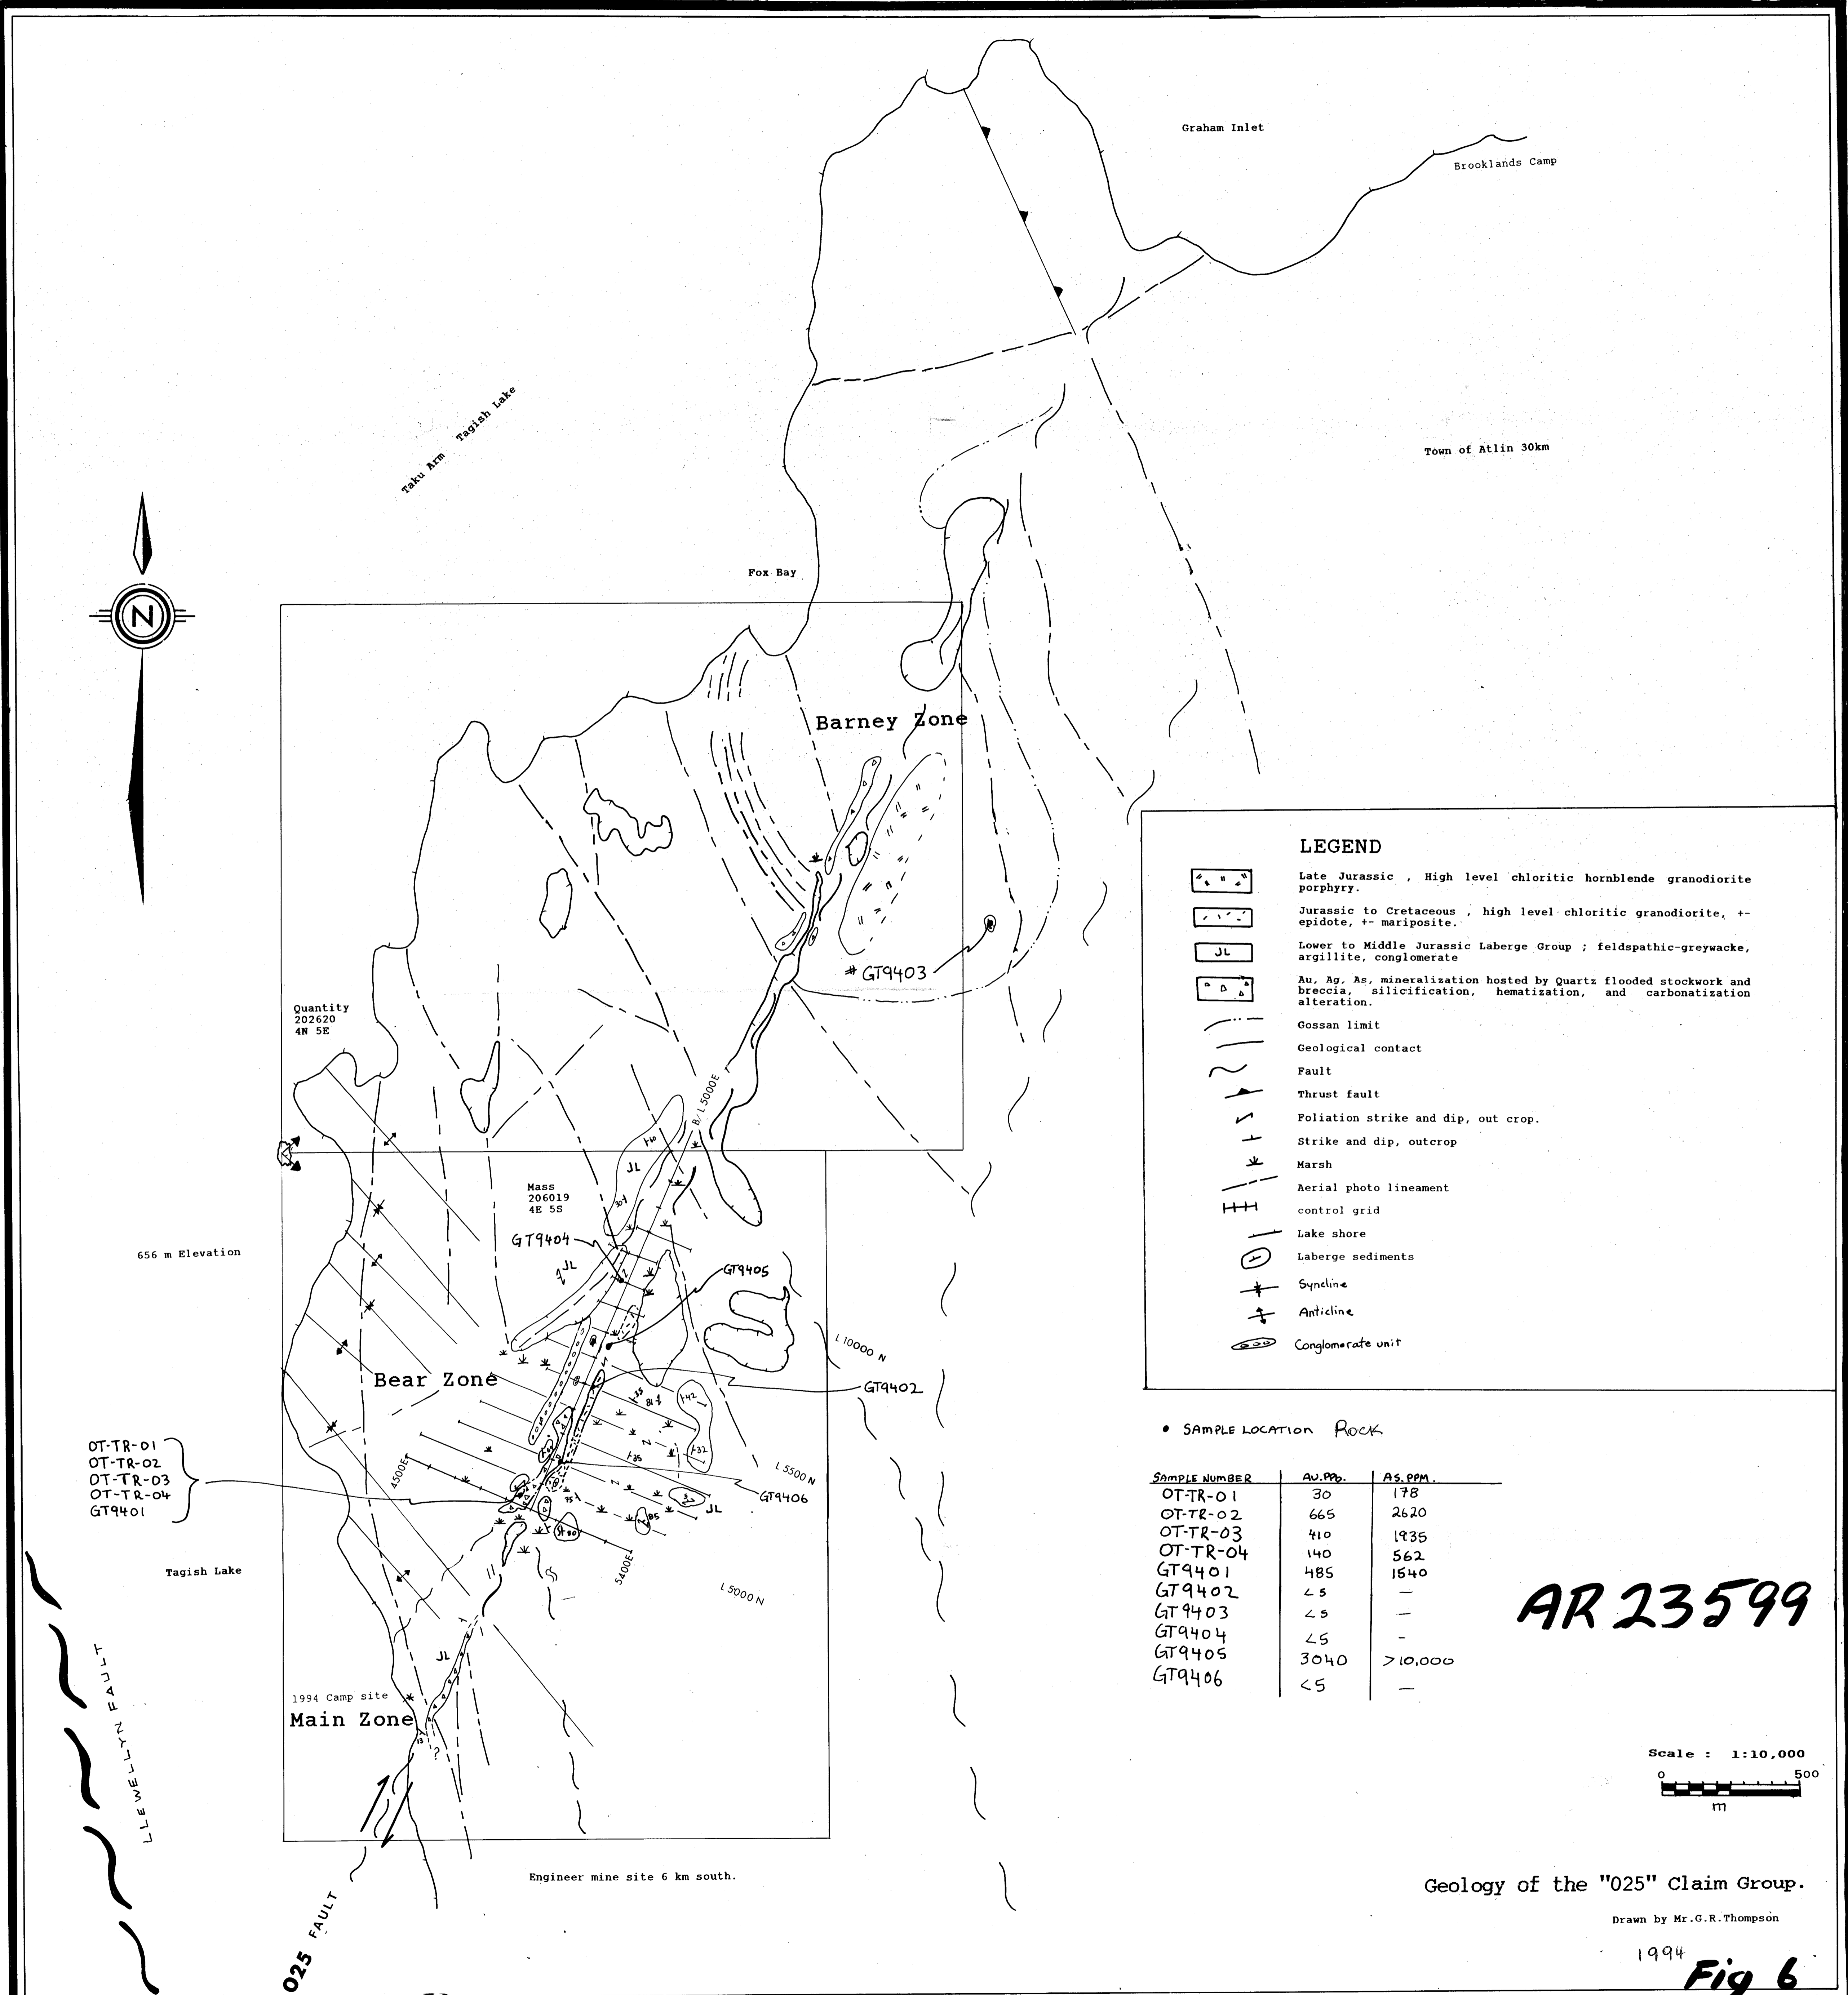 Graham Inlet
Brooklands Camp
Taku Arm Tagish Lake
Town of Atlin 30km
Fox Bay
N
Barney Zone
# GT9403
Quantity
202620
4N 5E
B/L5000E
JL
Mass
206019
4E 5S
GT9404
JL
GT9405
656 m Elevation
L 10000 N
Bear Zone
GT9402
OT-TR-01
OT-TR-02
OT-TR-03
OT-TR-04
GT9401
4500E
L 5500 N
GT9406
JL
5400E
L 5000 N
Tagish Lake
LLEWELLYN FAULT
JL
1994 Camp site
Main Zone
?
Engineer mine site 6 km south.
025 FAULT
LEGEND
Late Jurassic , High level chloritic hornblende granodiorite
porphyry.
Jurassic to Cretaceous , high level chloritic granodiorite, +-
epidote, +- mariposite.
JL
Lower to Middle Jurassic Laberge Group ; feldspathic-greywacke,
argillite, conglomerate
Au, Ag, As, mineralization hosted by Quartz flooded stockwork and
breccia, silicification, hematization, and carbonatization
alteration.
Gossan limit
Geological contact
Fault
Thrust fault
Foliation strike and dip, out crop.
Strike and dip, outcrop
Marsh
Aerial photo lineament
control grid
Lake shore
Laberge sediments
Syncline
Anticline
Conglomerate unit
• SAMPLE LOCATION Rock
SAMPLE NUMBER AU.PPb. AS.PPM.
OT-TR-01 30 178
OT-TR-02 665 2620
OT-TR-03 410 1935
OT-TR-04 140 562
GT9401 485 1540
GT9402 <5 —
GT9403 <5 —
GT9404 <5 -
GT9405 3040 >10,000
GT9406 <5 —
AR 23599
Scale : 1:10,000
0 500
m
Geology of the "025" Claim Group.
Drawn by Mr.G.R.Thompson
1994
Fig 6